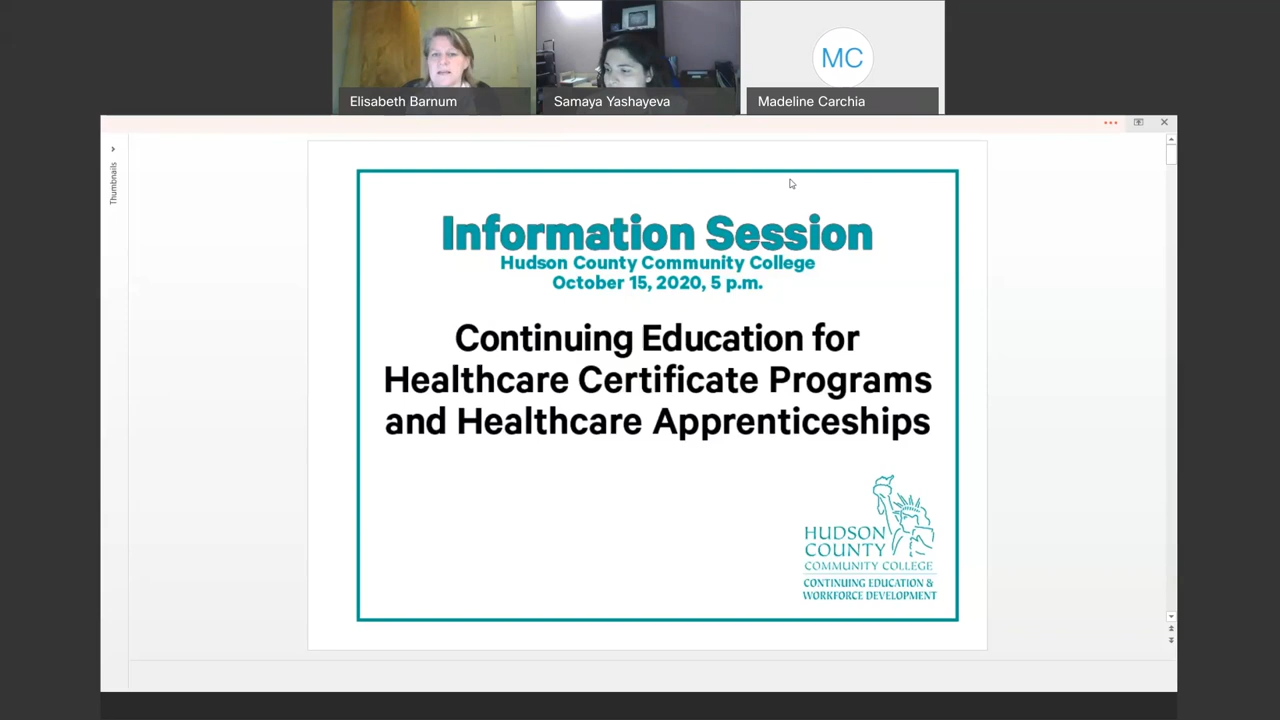 Elisabeth Barnum
Samaya Yashayeva
MC
Madeline Carchia
Thumbnails
Information Session
Hudson County Community College
October 15, 2020, 5 p.m.
Continuing Education for
Healthcare Certificate Programs
and Healthcare Apprenticeships
HUDSON
COUNTY
COMMUNITY COLLEGE
CONTINUING EDUCATION &
WORKFORCE DEVELOPMENT